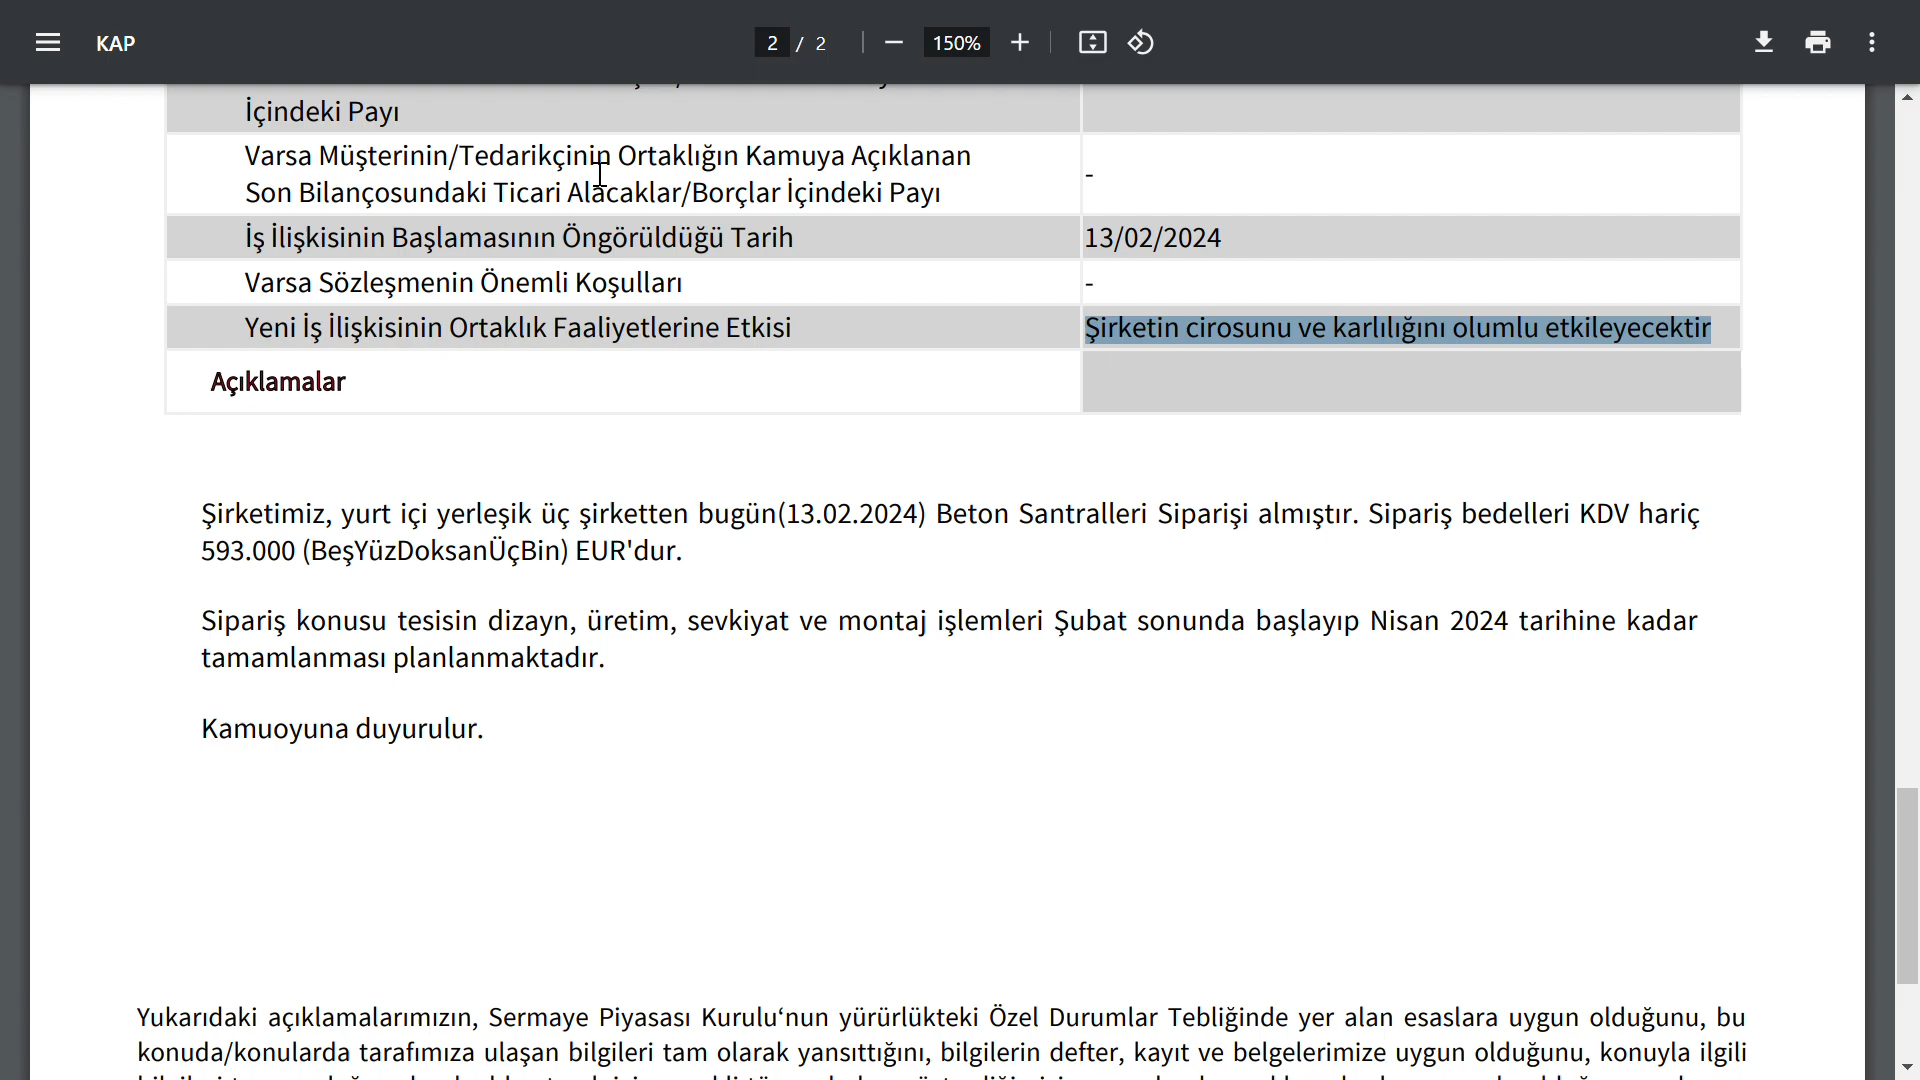 KAP
2 / 2
150%
İçindeki Payı
Varsa Müşterinin/Tedarikçinin Ortaklığın Kamuya Açıklanan
Son Bilançosundaki Ticari Alacaklar/Borçlar İçindeki Payı
-
İş İlişkisinin Başlamasının Öngörüldüğü Tarih
13/02/2024
Varsa Sözleşmenin Önemli Koşulları
-
Yeni İş İlişkisinin Ortaklık Faaliyetlerine Etkisi
Şirketin cirosunu ve karlılığını olumlu etkileyecektir
Açıklamalar
Şirketimiz, yurt içi yerleşik üç şirketten bugün(13.02.2024) Beton Santralleri Siparişi almıştır. Sipariş bedelleri KDV hariç
593.000 (BeşYüzDoksanÜçBin) EUR'dur.
Sipariş konusu tesisin dizayn, üretim, sevkiyat ve montaj işlemleri Şubat sonunda başlayıp Nisan 2024 tarihine kadar
tamamlanması planlanmaktadır.
Kamuoyuna duyurulur.
Yukarıdaki açıklamalarımızın, Sermaye Piyasası Kurulu‘nun yürürlükteki Özel Durumlar Tebliğinde yer alan esaslara uygun olduğunu, bu
konuda/konularda tarafımıza ulaşan bilgileri tam olarak yansıttığını, bilgilerin defter, kayıt ve belgelerimize uygun olduğunu, konuyla ilgili